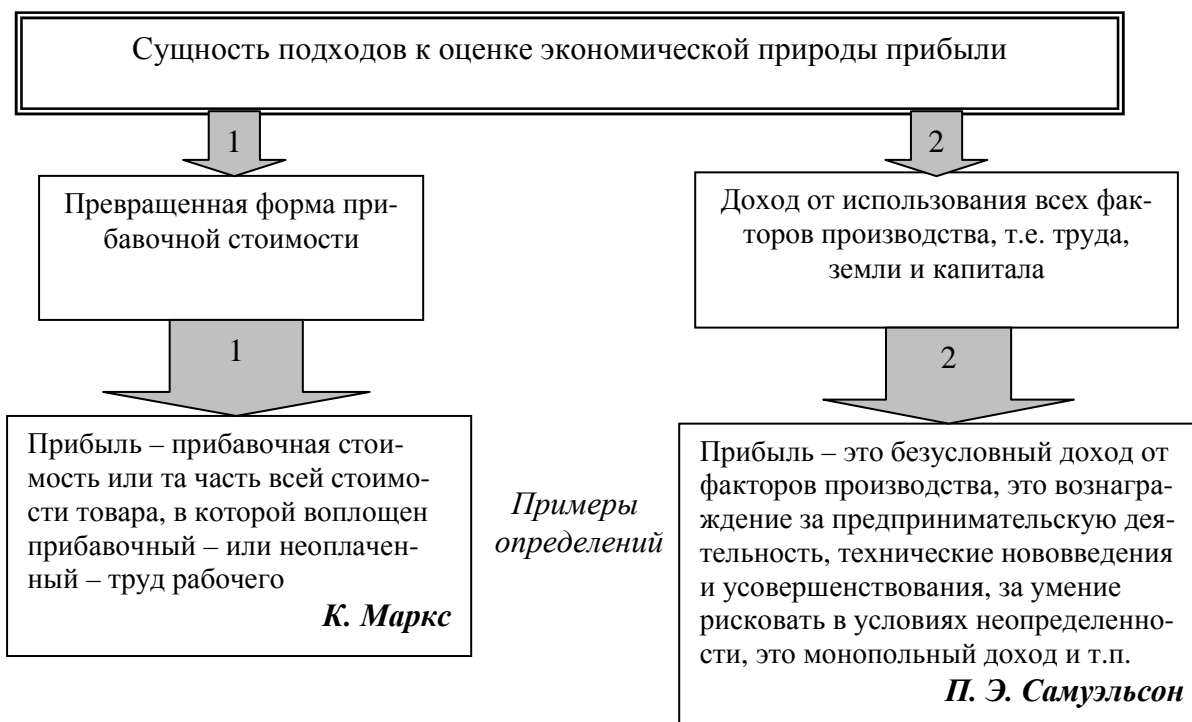 Сущность подходов к оценке экономической природы прибыли
1
2
Превращенная форма при-
бавочной стоимости
Доход от использования всех фак-
торов производства, т.е. труда,
земли и капитала
1
2
Прибыль – прибавочная стои-
мость или та часть всей стоимо-
сти товара, в которой воплощен
прибавочный – или неоплачен-
ный – труд рабочего
К. Маркс
Примеры
определений
Прибыль – это безусловный доход от
факторов производства, это вознагра-
ждение за предпринимательскую дея-
тельность, технические нововведения
и усовершенствования, за умение
рисковать в условиях неопределенно-
сти, это монопольный доход и т.п.
П. Э. Самуэльсон